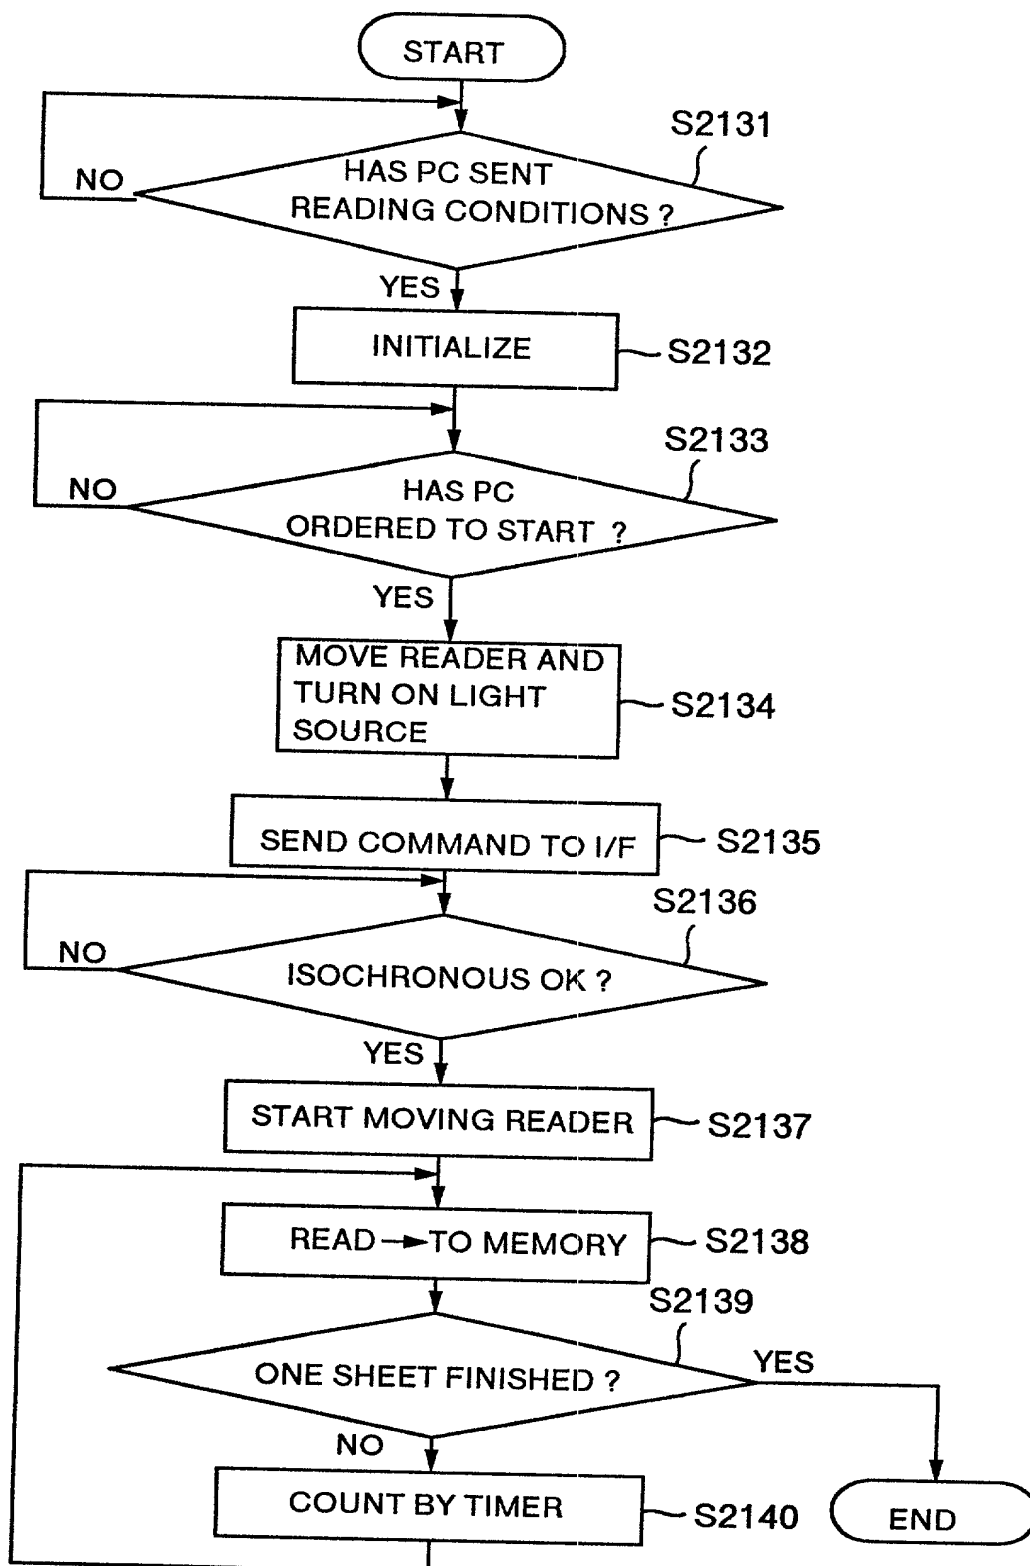 START
S2131
HAS PC SENT
READING CONDITIONS ?
NO
YES
INITIALIZE
S2132
S2133
HAS PC
ORDERED TO START ?
NO
YES
MOVE READER AND
TURN ON LIGHT
SOURCE
S2134
SEND COMMAND TO I/F
S2135
S2136
NO
ISOCHRONOUS OK ?
YES
START MOVING READER
S2137
READ → TO MEMORY
S2138
S2139
ONE SHEET FINISHED ?
YES
NO
COUNT BY TIMER
S2140
END